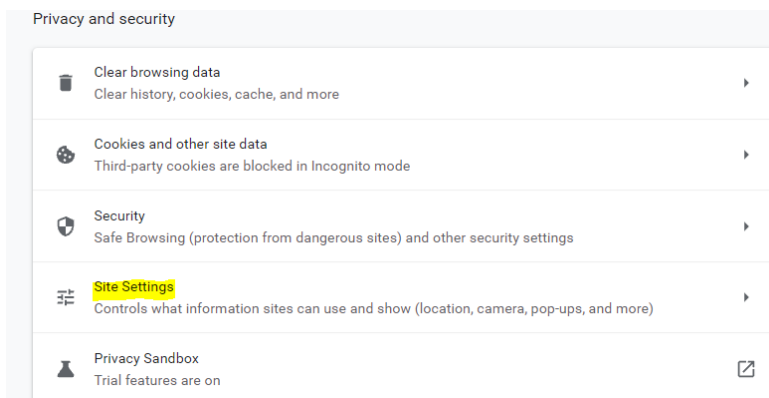 Privacy and security
Clear browsing data
Clear history, cookies, cache, and more
Cookies and other site data
Third-party cookies are blocked in Incognito mode
Security
Safe Browsing (protection from dangerous sites) and other security settings
Site Settings
Controls what information sites can use and show (location, camera, pop-ups, and more)
Privacy Sandbox
Trial features are on